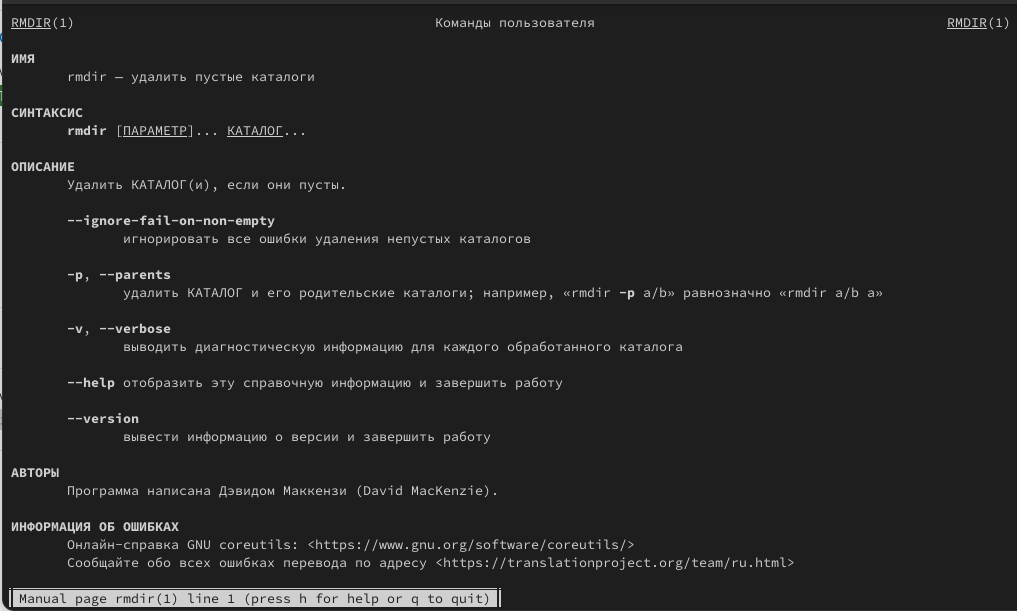 RMDIR(1) Команды пользователя RMDIR(1)
ИМЯ
rmdir — удалить пустые каталоги
СИНТАКСИС
rmdir [ПАРАМЕТР]... КАТАЛОГ...
ОПИСАНИЕ
Удалить КАТАЛОГ(и), если они пусты.
--ignore-fail-on-non-empty
игнорировать все ошибки удаления непустых каталогов
-p, --parents
удалить КАТАЛОГ и его родительские каталоги; например, «rmdir -p a/b» равнозначно «rmdir a/b a»
-v, --verbose
выводить диагностическую информацию для каждого обработанного каталога
--help отобразить эту справочную информацию и завершить работу
--version
вывести информацию о версии и завершить работу
АВТОРЫ
Программа написана Дэвидом Маккензи (David MacKenzie).
ИНФОРМАЦИЯ ОБ ОШИБКАХ
Онлайн-справка GNU coreutils: <https://www.gnu.org/software/coreutils/>
Сообщайте обо всех ошибках перевода по адресу <https://translationproject.org/team/ru.html>
Manual page rmdir(1) line 1 (press h for help or q to quit)